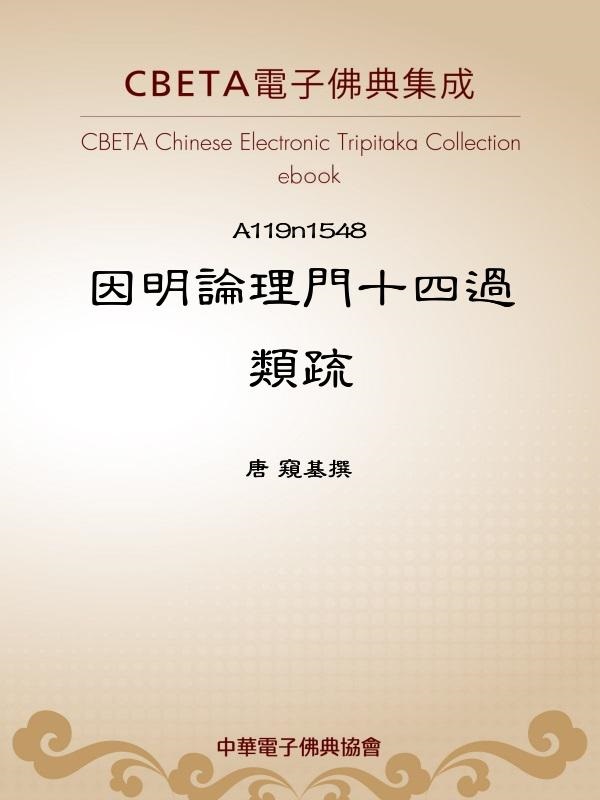 CBETA電子佛典集成
CBETA Chinese Electronic Tripitaka Collection
ebook
A119n1548
因明論理門十四過
類疏
唐 窺基撰
中華電子佛典協會